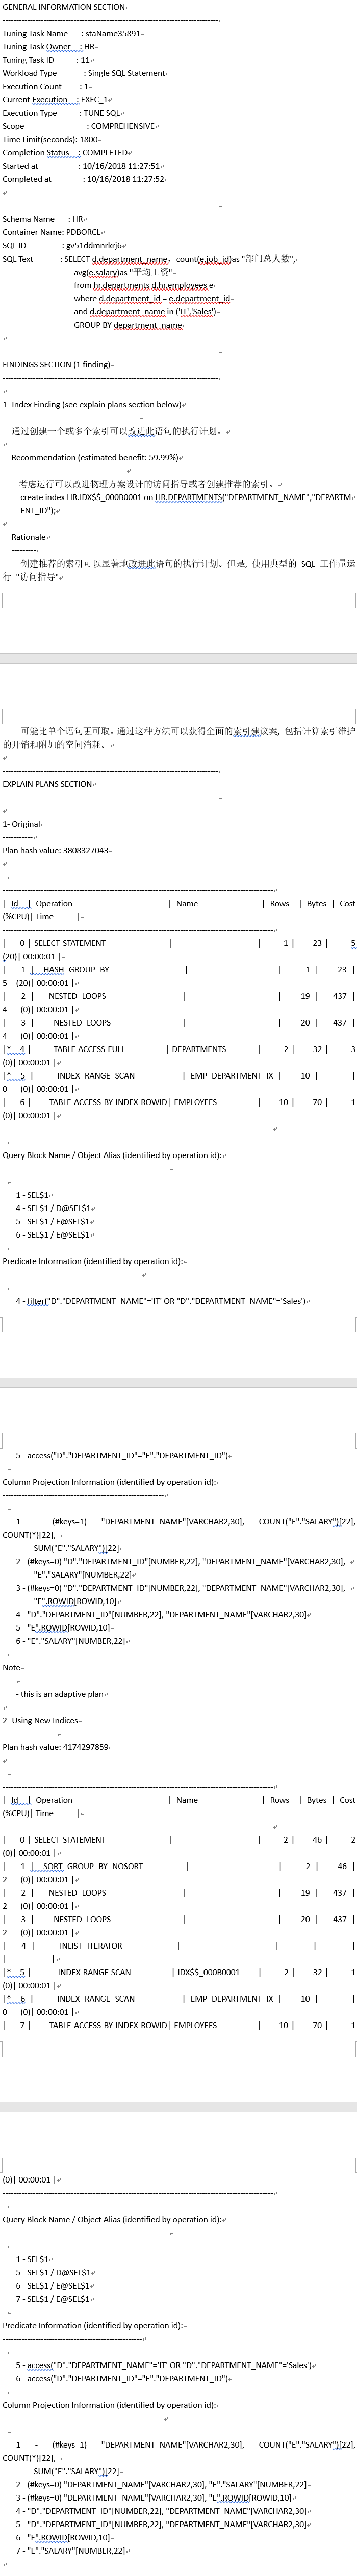 GENERAL INFORMATION SECTION
-------------------------------------------------------------------------------
Tuning Task Name : staName35891
Tuning Task Owner : HR
Tuning Task ID : 11
Workload Type : Single SQL Statement
Execution Count : 1
Current Execution : EXEC_1
Execution Type : TUNE SQL
Scope : COMPREHENSIVE
Time Limit(seconds): 1800
Completion Status : COMPLETED
Started at : 10/16/2018 11:27:51
Completed at : 10/16/2018 11:27:52
-------------------------------------------------------------------------------
Schema Name : HR
Container Name: PDBORCL
SQL ID : gv51ddmnrkrj6
SQL Text : SELECT d.department_name, count(e.job_id)as "部门总人数",
avg(e.salary)as "平均工资"
from hr.departments d,hr.employees e
where d.department_id = e.department_id
and d.department_name in ('IT','Sales')
GROUP BY department_name
-------------------------------------------------------------------------------
FINDINGS SECTION (1 finding)
-------------------------------------------------------------------------------
1- Index Finding (see explain plans section below)
--------------------------------------------------
通过创建一个或多个索引可以改进此语句的执行计划。
Recommendation (estimated benefit: 59.99%)
------------------------------------------
- 考虑运行可以改进物理方案设计的访问指导或者创建推荐的索引。
create index HR.IDX$$_000B0001 on HR.DEPARTMENTS("DEPARTMENT_NAME","DEPARTM
ENT_ID");
Rationale
---------
创建推荐的索引可以显著地改进此语句的执行计划。但是, 使用典型的 SQL 工作量运
行 "访问指导"
可能比单个语句更可取。通过这种方法可以获得全面的索引建议案, 包括计算索引维护
的开销和附加的空间消耗。
-------------------------------------------------------------------------------
EXPLAIN PLANS SECTION
-------------------------------------------------------------------------------
1- Original
-----------
Plan hash value: 3808327043
-------------------------------------------------------------------------------
| Id | Operation | Name | Rows | Bytes | Cost
(%CPU)| Time |
-------------------------------------------------------------------------------
| 0 | SELECT STATEMENT | | 1 | 23 | 5
(20)| 00:00:01 |
| 1 | HASH GROUP BY | | 1 | 23 |
5 (20)| 00:00:01 |
| 2 | NESTED LOOPS | | 19 | 437 |
4 (0)| 00:00:01 |
| 3 | NESTED LOOPS | | 20 | 437 |
4 (0)| 00:00:01 |
|* 4 | TABLE ACCESS FULL | DEPARTMENTS | 2 | 32 | 3
(0)| 00:00:01 |
|* 5 | INDEX RANGE SCAN | EMP_DEPARTMENT_IX | 10 | |
0 (0)| 00:00:01 |
| 6 | TABLE ACCESS BY INDEX ROWID| EMPLOYEES | 10 | 70 | 1
(0)| 00:00:01 |
-------------------------------------------------------------------------------
Query Block Name / Object Alias (identified by operation id):
-------------------------------------------------------------
1 - SEL$1
4 - SEL$1 / D@SEL$1
5 - SEL$1 / E@SEL$1
6 - SEL$1 / E@SEL$1
Predicate Information (identified by operation id):
---------------------------------------------------
4 - filter("D"."DEPARTMENT_NAME"='IT' OR "D"."DEPARTMENT_NAME"='Sales')
5 - access("D"."DEPARTMENT_ID"="E"."DEPARTMENT_ID")
Column Projection Information (identified by operation id):
-----------------------------------------------------------
1 - (#keys=1) "DEPARTMENT_NAME"[VARCHAR2,30], COUNT("E"."SALARY")[22],
COUNT(*)[22],
SUM("E"."SALARY")[22]
2 - (#keys=0) "D"."DEPARTMENT_ID"[NUMBER,22], "DEPARTMENT_NAME"[VARCHAR2,30],
"E"."SALARY"[NUMBER,22]
3 - (#keys=0) "D"."DEPARTMENT_ID"[NUMBER,22], "DEPARTMENT_NAME"[VARCHAR2,30],
"E".ROWID[ROWID,10]
4 - "D"."DEPARTMENT_ID"[NUMBER,22], "DEPARTMENT_NAME"[VARCHAR2,30]
5 - "E".ROWID[ROWID,10]
6 - "E"."SALARY"[NUMBER,22]
Note
-----
- this is an adaptive plan
2- Using New Indices
--------------------
Plan hash value: 4174297859
-------------------------------------------------------------------------------
| Id | Operation | Name | Rows | Bytes | Cost
(%CPU)| Time |
-------------------------------------------------------------------------------
| 0 | SELECT STATEMENT | | 2 | 46 | 2
(0)| 00:00:01 |
| 1 | SORT GROUP BY NOSORT | | 2 | 46 |
2 (0)| 00:00:01 |
| 2 | NESTED LOOPS | | 19 | 437 |
2 (0)| 00:00:01 |
| 3 | NESTED LOOPS | | 20 | 437 |
2 (0)| 00:00:01 |
| 4 | INLIST ITERATOR | | | |
| |
|* 5 | INDEX RANGE SCAN | IDX$$_000B0001 | 2 | 32 | 1
(0)| 00:00:01 |
|* 6 | INDEX RANGE SCAN | EMP_DEPARTMENT_IX | 10 | |
0 (0)| 00:00:01 |
| 7 | TABLE ACCESS BY INDEX ROWID| EMPLOYEES | 10 | 70 | 1
(0)| 00:00:01 |
-------------------------------------------------------------------------------
Query Block Name / Object Alias (identified by operation id):
-------------------------------------------------------------
1 - SEL$1
5 - SEL$1 / D@SEL$1
6 - SEL$1 / E@SEL$1
7 - SEL$1 / E@SEL$1
Predicate Information (identified by operation id):
---------------------------------------------------
5 - access("D"."DEPARTMENT_NAME"='IT' OR "D"."DEPARTMENT_NAME"='Sales')
6 - access("D"."DEPARTMENT_ID"="E"."DEPARTMENT_ID")
Column Projection Information (identified by operation id):
-----------------------------------------------------------
1 - (#keys=1) "DEPARTMENT_NAME"[VARCHAR2,30], COUNT("E"."SALARY")[22],
COUNT(*)[22],
SUM("E"."SALARY")[22]
2 - (#keys=0) "DEPARTMENT_NAME"[VARCHAR2,30], "E"."SALARY"[NUMBER,22]
3 - (#keys=0) "DEPARTMENT_NAME"[VARCHAR2,30], "E".ROWID[ROWID,10]
4 - "D"."DEPARTMENT_ID"[NUMBER,22], "DEPARTMENT_NAME"[VARCHAR2,30]
5 - "D"."DEPARTMENT_ID"[NUMBER,22], "DEPARTMENT_NAME"[VARCHAR2,30]
6 - "E".ROWID[ROWID,10]
7 - "E"."SALARY"[NUMBER,22]